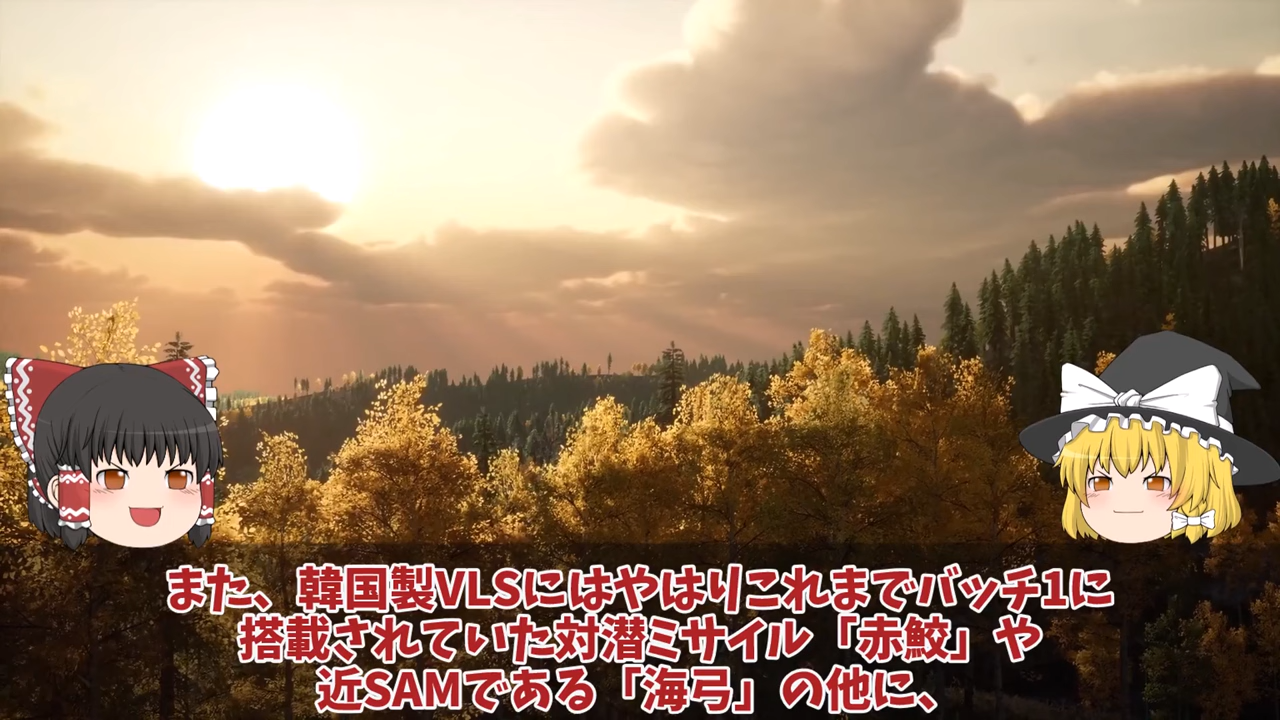 また、韓国製VLSにはやはりこれまでバッチ1に
搭載されていた対潜ミサイル「赤鮫」や
近SAMである「海弓」の他に、